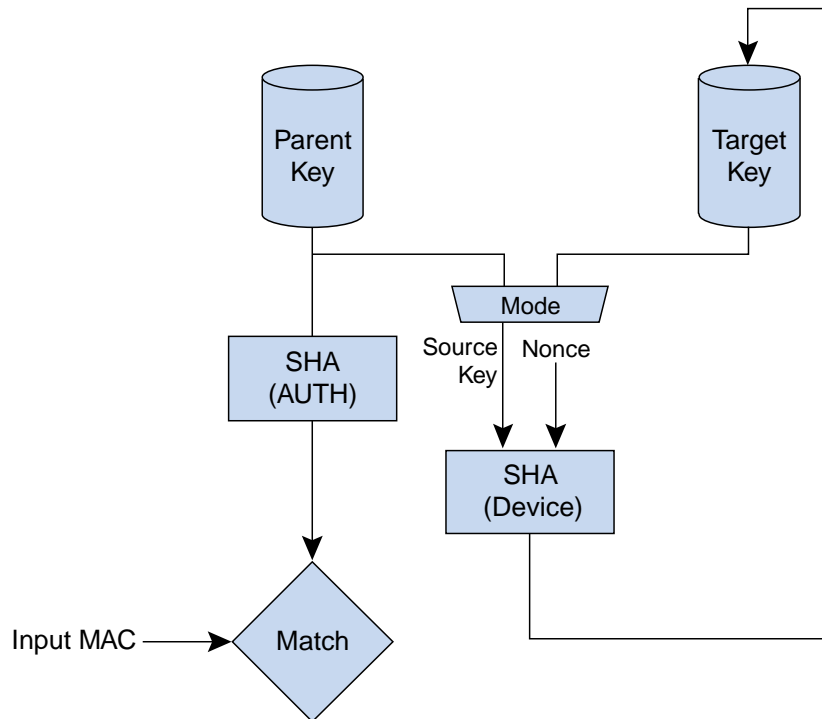 Parent
Key
Target
Key
Mode
Source
Key
Nonce
SHA
(AUTH)
SHA
(Device)
Input MAC
Match